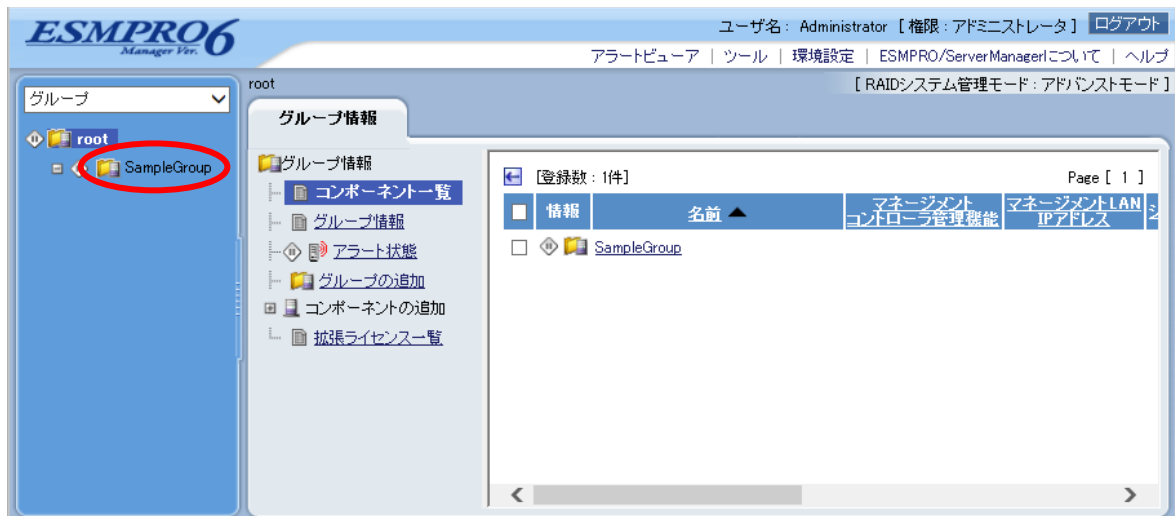 ESMPRO6
Manager Ver.
ユーザ名： Administrator [ 権限：アドミニストレータ ] ログアウト
アラートビューア | ツール | 環境設定 | ESMPRO/ServerManagerについて | ヘルプ
グループ
root
[ RAIDシステム管理モード：アドバンストモード ]
グループ情報
root
SampleGroup
グループ情報
コンポーネント一覧
グループ情報
アラート状態
グループの追加
コンポーネントの追加
拡張ライセンス一覧
[登録数：1件]
Page [ 1 ]
情報
名前 ▲
マネージメント
コントローラ管理機能
マネージメントLAN
IPアドレス
SampleGroup